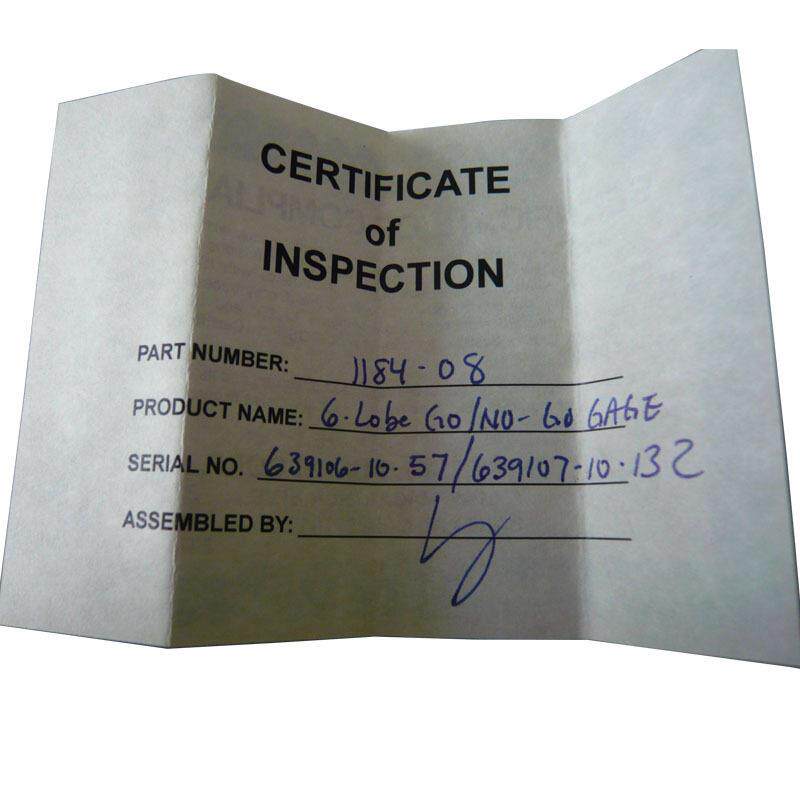 CERTIFICATE
of
INSPECTION
PART NUMBER: 1184-08
PRODUCT NAME: 6-Lobe GO/NO-GO GAGE
SERIAL NO. 639106-10-57/639107-10-132
ASSEMBLED BY: